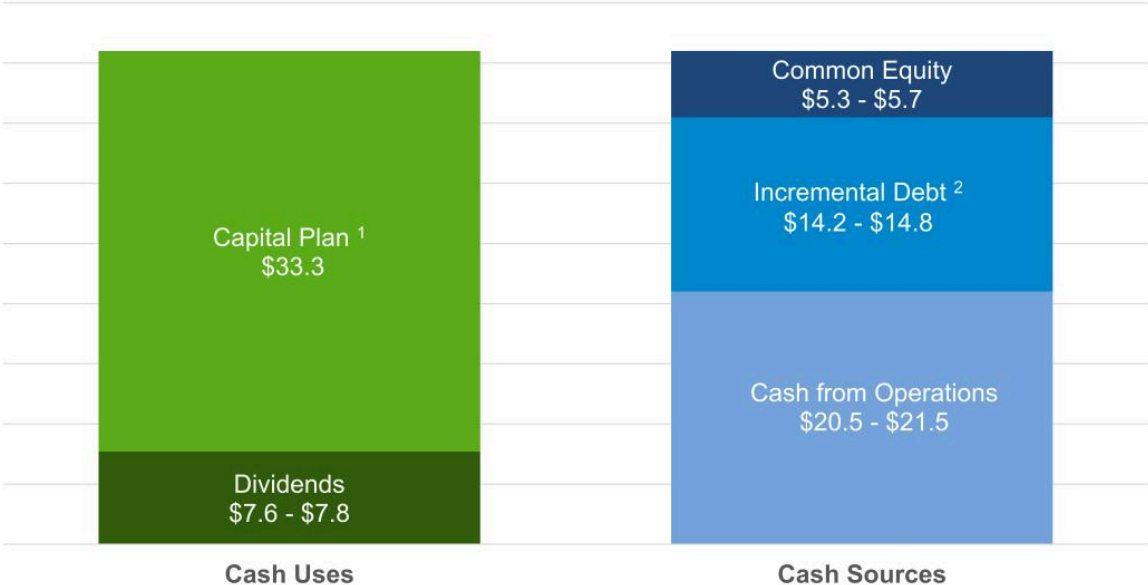 Capital Plan 1
$33.3
Dividends
$7.6 - $7.8
Cash Uses
Common Equity
$5.3 - $5.7
Incremental Debt 2
$14.2 - $14.8
Cash from Operations
$20.5 - $21.5
Cash Sources